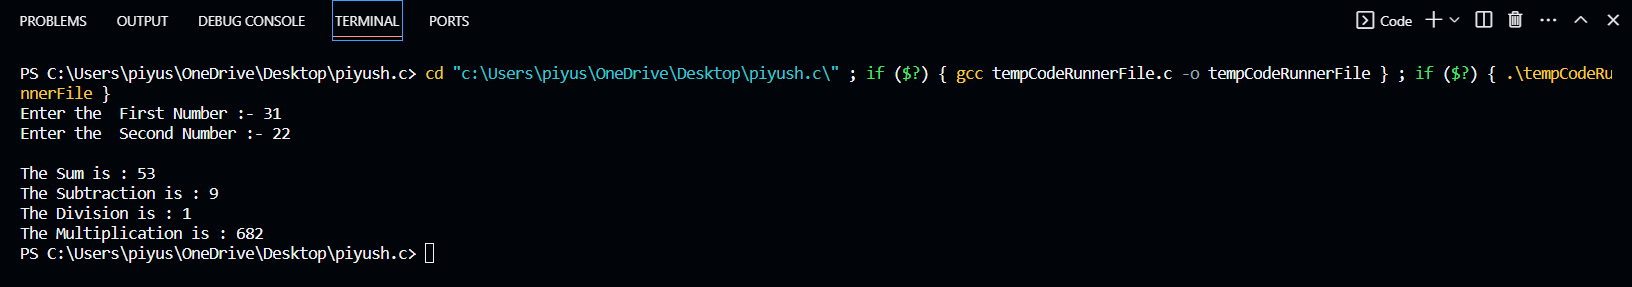 PROBLEMS OUTPUT DEBUG CONSOLE TERMINAL PORTS Code
PS C:\Users\piyus\OneDrive\Desktop\piyush.c> cd "c:\Users\piyus\OneDrive\Desktop\piyush.c\" ; if ($?) { gcc tempCodeRunnerFile.c -o tempCodeRunnerFile } ; if ($?) { .\tempCodeRu
nnerFile }
Enter the  First Number :- 31
Enter the  Second Number :- 22
The Sum is : 53
The Subtraction is : 9
The Division is : 1
The Multiplication is : 682
PS C:\Users\piyus\OneDrive\Desktop\piyush.c>